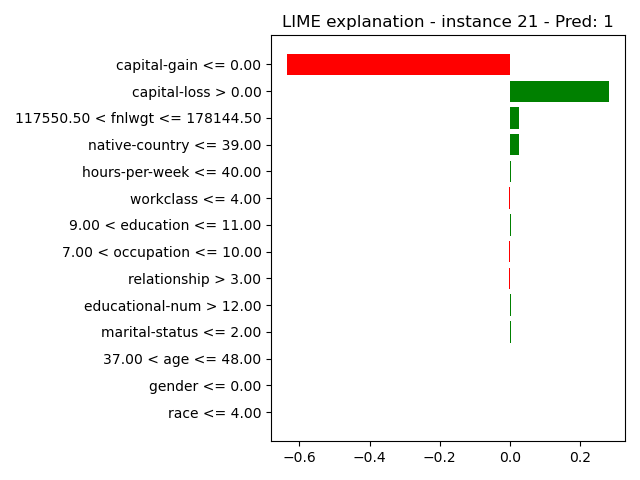 LIME explanation - instance 21 - Pred: 1
capital-gain <= 0.00
capital-loss > 0.00
117550.50 < fnlwgt <= 178144.50
native-country <= 39.00
hours-per-week <= 40.00
workclass <= 4.00
9.00 < education <= 11.00
7.00 < occupation <= 10.00
relationship > 3.00
educational-num > 12.00
marital-status <= 2.00
37.00 < age <= 48.00
gender <= 0.00
race <= 4.00
−0.6 −0.4 −0.2 0.0 0.2